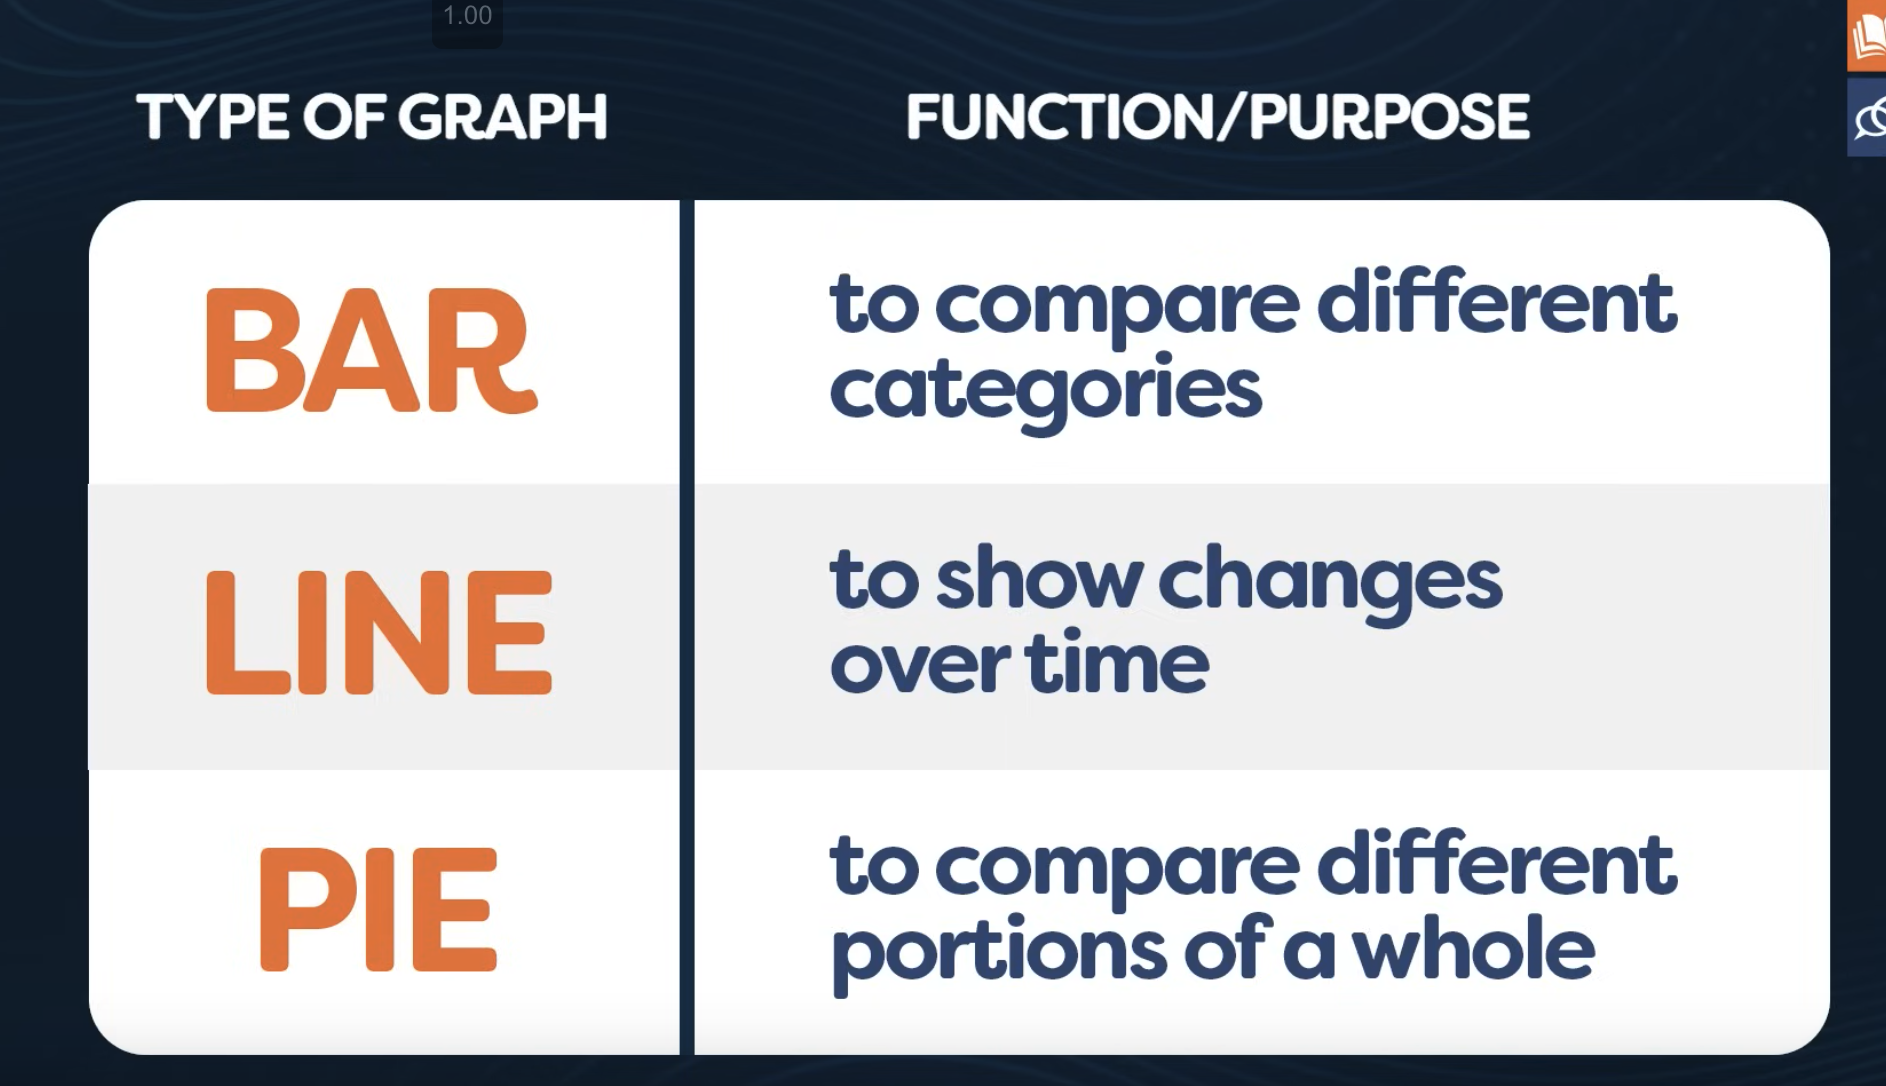 1.00
TYPE OF GRAPH
FUNCTION/PURPOSE
BAR
to compare different
categories
LINE
to show changes
over time
PIE
to compare different
portions of a whole